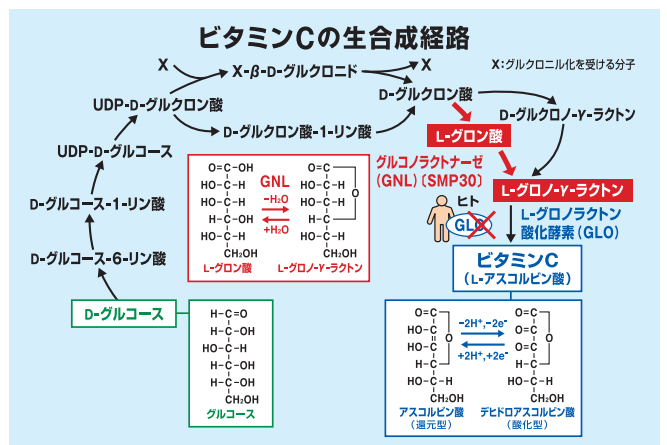 ビタミンCの生合成経路
X
X-β-D-グルクロニド
X
X:グルクロニル化を受ける分子
UDP-D-グルクロン酸
D-グルクロン酸
D-グルクロン酸-1-リン酸
D-グルクロノ-γ-ラクトン
L-グロン酸
UDP-D-グルコース
グルコノラクトナーゼ
(GNL)〔SMP30〕
L-グロノ-γ-ラクトン
D-グルコース-1-リン酸
ヒト
GLO
L-グロノラクトン
酸化酵素(GLO)
D-グルコース-6-リン酸
D-グルコース
ビタミンC
(L-アスコルビン酸)
O=C-OH
HO-C-H
HO-C-H
H-C-OH
HO-C-H
HO-C-H
CH₂OH
L-グロン酸
GNL
-H₂O
+H₂O
O=C
HO-C-H
HO-C-H
O
H-C
HO-C-H
CH₂OH
L-グロノ-γ-ラクトン
H-C=O
H-C-OH
HO-C-H
H-C-OH
H-C-OH
CH₂OH
グルコース
O=C
HO-C
HO-C
O
H-C
HO-C-H
CH₂OH
アスコルビン酸
(還元型)
-2H⁺,-2e⁻
+2H⁺,+2e⁻
O=C
O=C
O=C
O
H-C
HO-C-H
CH₂OH
デヒドロアスコルビン酸
(酸化型)